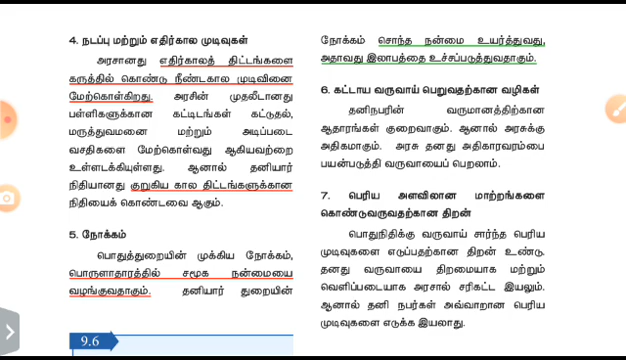 4. நடப்பு மற்றும் எதிர்கால முடிவுகள்
அரசானது எதிர்காலத் திட்டங்களை
கருத்தில் கொண்டு நீண்டகால முடிவினை
மேற்கொள்கிறது. அரசின் முதலீடானது
பள்ளிகளுக்கான கட்டிடங்கள் கட்டுதல்,
மருத்துவமனை மற்றும் அடிப்படை
வசதிகளை மேற்கொள்வது ஆகியவற்றை
உள்ளடக்கியுள்ளது. ஆனால் தனியார்
நிதியானது குறுகிய கால திட்டங்களுக்கான
நிதியைக் கொண்டவை ஆகும்.
5. நோக்கம்
பொதுத்துறையின் முக்கிய நோக்கம்,
பொருளாதாரத்தில் சமூக நன்மையை
வழங்குவதாகும். தனியார் துறையின்
9.6
நோக்கம் சொந்த நன்மை உயர்த்துவது,
அதாவது இலாபத்தை உச்சப்படுத்துவதாகும்.
6. கட்டாய வருவாய் பெறுவதற்கான வழிகள்
தனிநபரின் வருமானத்திற்கான
ஆதாரங்கள் குறைவாகும். ஆனால் அரசுக்கு
அதிகமாகும். அரசு தனது அதிகாரவரம்பை
பயன்படுத்தி வருவாயைப் பெறலாம்.
7. பெரிய அளவிலான மாற்றங்களை
கொண்டுவருவதற்கான திறன்
பொதுநிதிக்கு வருவாய் சார்ந்த பெரிய
முடிவுகளை எடுப்பதற்கான திறன் உண்டு.
தனது வருவாயை திறமையாக மற்றும்
வெளிப்படையாக அரசால் சரிகட்ட இயலும்.
ஆனால் தனி நபர்கள் அவ்வாறான பெரிய
முடிவுகளை எடுக்க இயலாது.